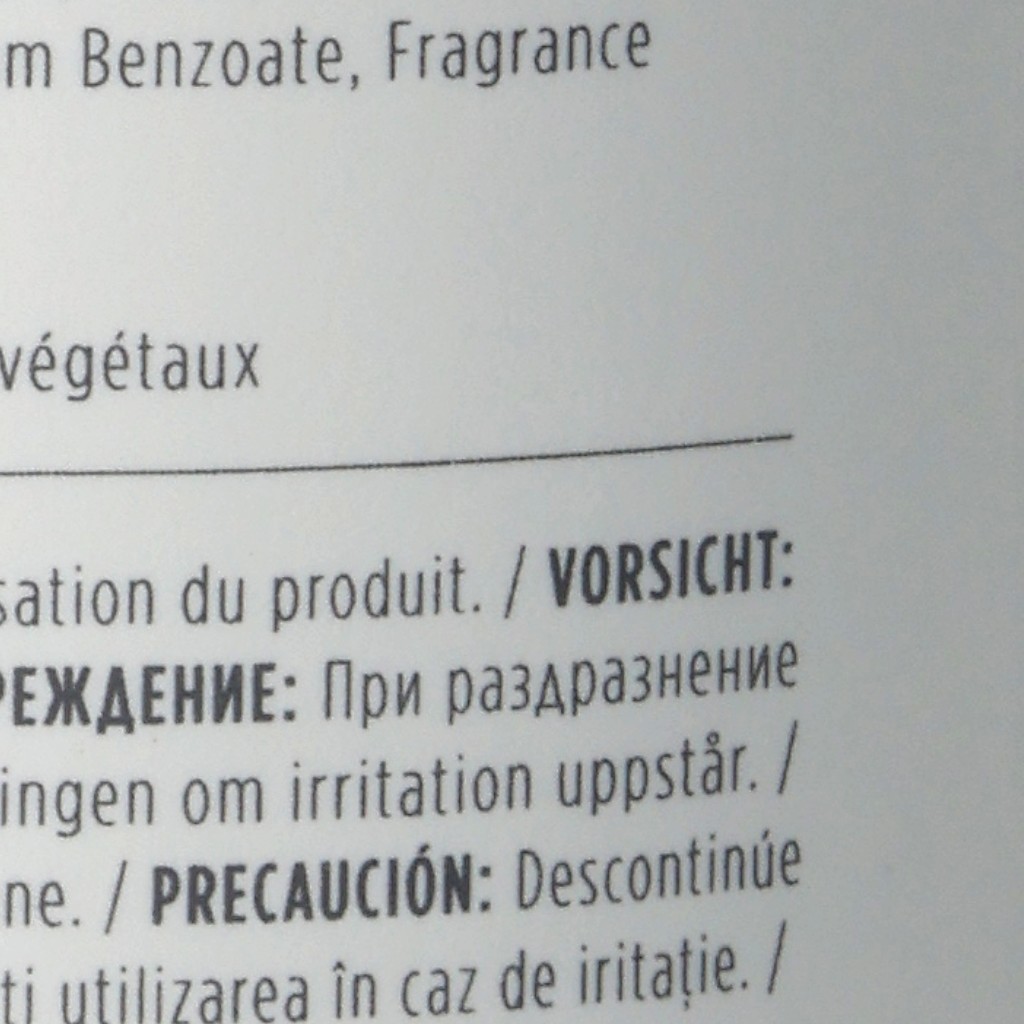 m Benzoate, Fragrance
végétaux
sation du produit. / VORSICHT:
РЕЖДЕНИЕ: При раздразнение
ingen om irritation uppstår. /
ne. / PRECAUCIÓN: Descontinúe
ti utilizarea în caz de iritație. /